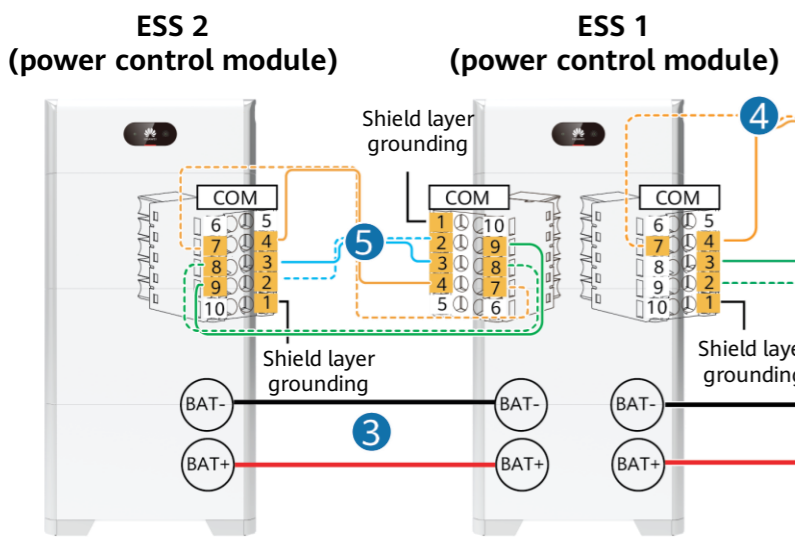 ESS 2
(power control module)
ESS 1
(power control module)
4
Shield layer
grounding
COM
6 5
7 4
8 3
9 2
10 1
5
COM
1 10
2 9
3 8
4 7
5 6
COM
6 5
7 4
8 3
9 2
10 1
Shield layer
grounding
Shield laye
grounding
BAT-
BAT-
BAT-
3
BAT+
BAT+
BAT+